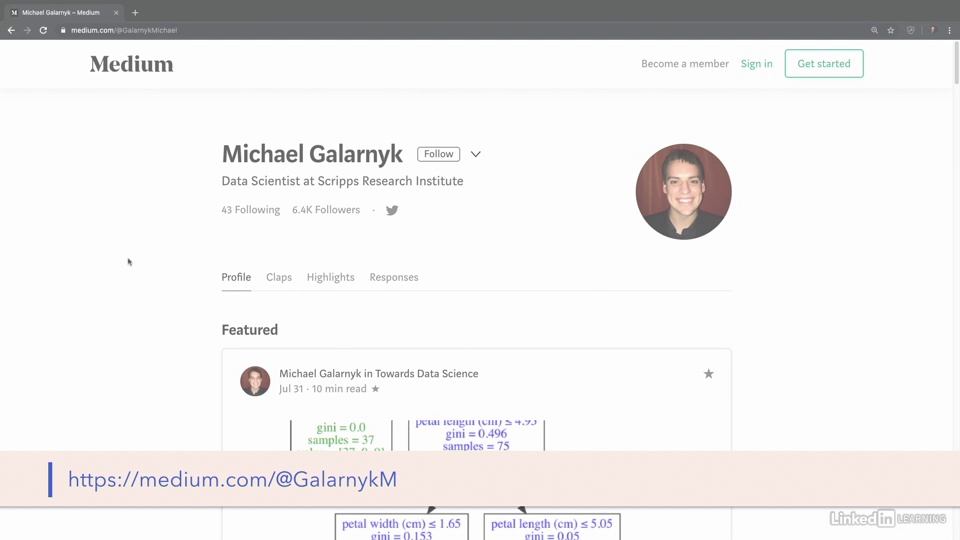 Michael Galarnyk – Medium
medium.com/@GalarnykMichael
Medium
Become a member Sign in Get started
Michael Galarnyk Follow
Data Scientist at Scripps Research Institute
43 Following 6.4K Followers ·
Profile Claps Highlights Responses
Featured
Michael Galarnyk in Towards Data Science
Jul 31 · 10 min read ★
gini = 0.0
samples = 37
petal length (cm) ≤ 4.95
gini = 0.496
samples = 75
https://medium.com/@GalarnykM
petal width (cm) ≤ 1.65
gini = 0.153
petal length (cm) ≤ 5.05
gini = 0.05
Linked in LEARNING